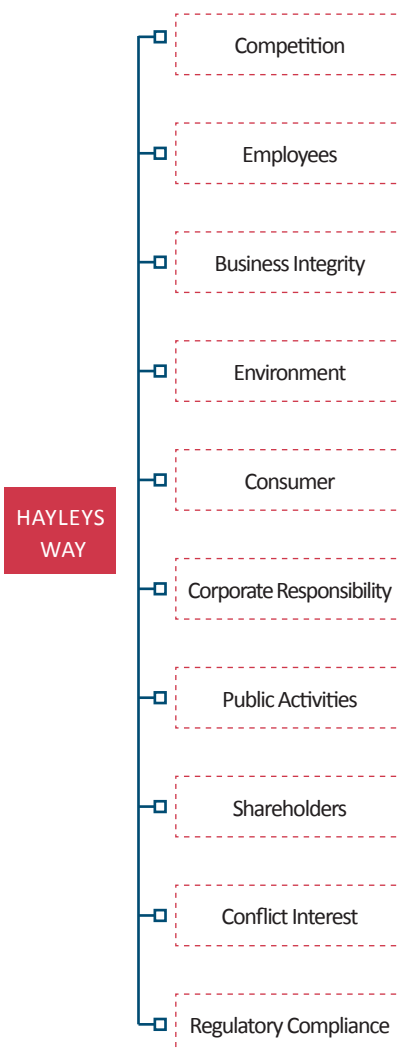 Competition
Employees
Business Integrity
Environment
Consumer
HAYLEYS
WAY
Corporate Responsibility
Public Activities
Shareholders
Conflict Interest
Regulatory Compliance